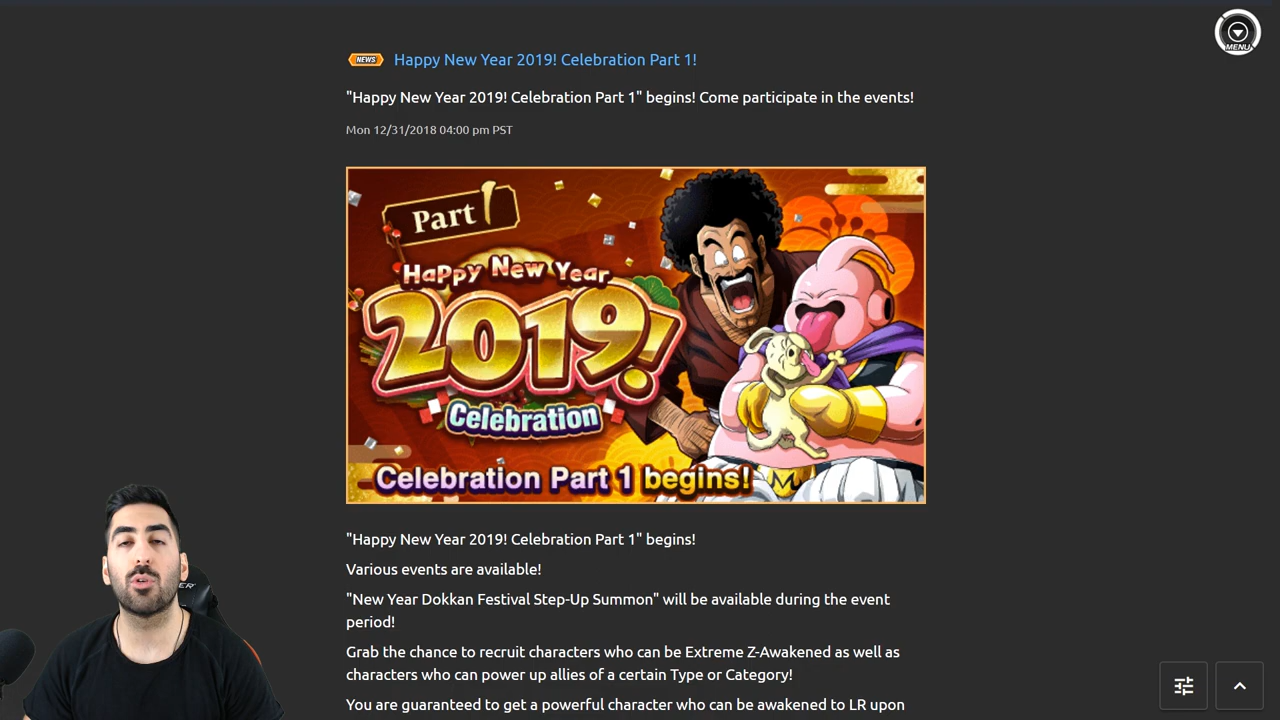 MENU
NEWS Happy New Year 2019! Celebration Part 1!
"Happy New Year 2019! Celebration Part 1" begins! Come participate in the events!
Mon 12/31/2018 04:00 pm PST
Part 1
Happy New Year
2019!
Celebration
Celebration Part 1 begins!
M
"Happy New Year 2019! Celebration Part 1" begins!
Various events are available!
"New Year Dokkan Festival Step-Up Summon" will be available during the event
period!
Grab the chance to recruit characters who can be Extreme Z-Awakened as well as
characters who can power up allies of a certain Type or Category!
You are guaranteed to get a powerful character who can be awakened to LR upon